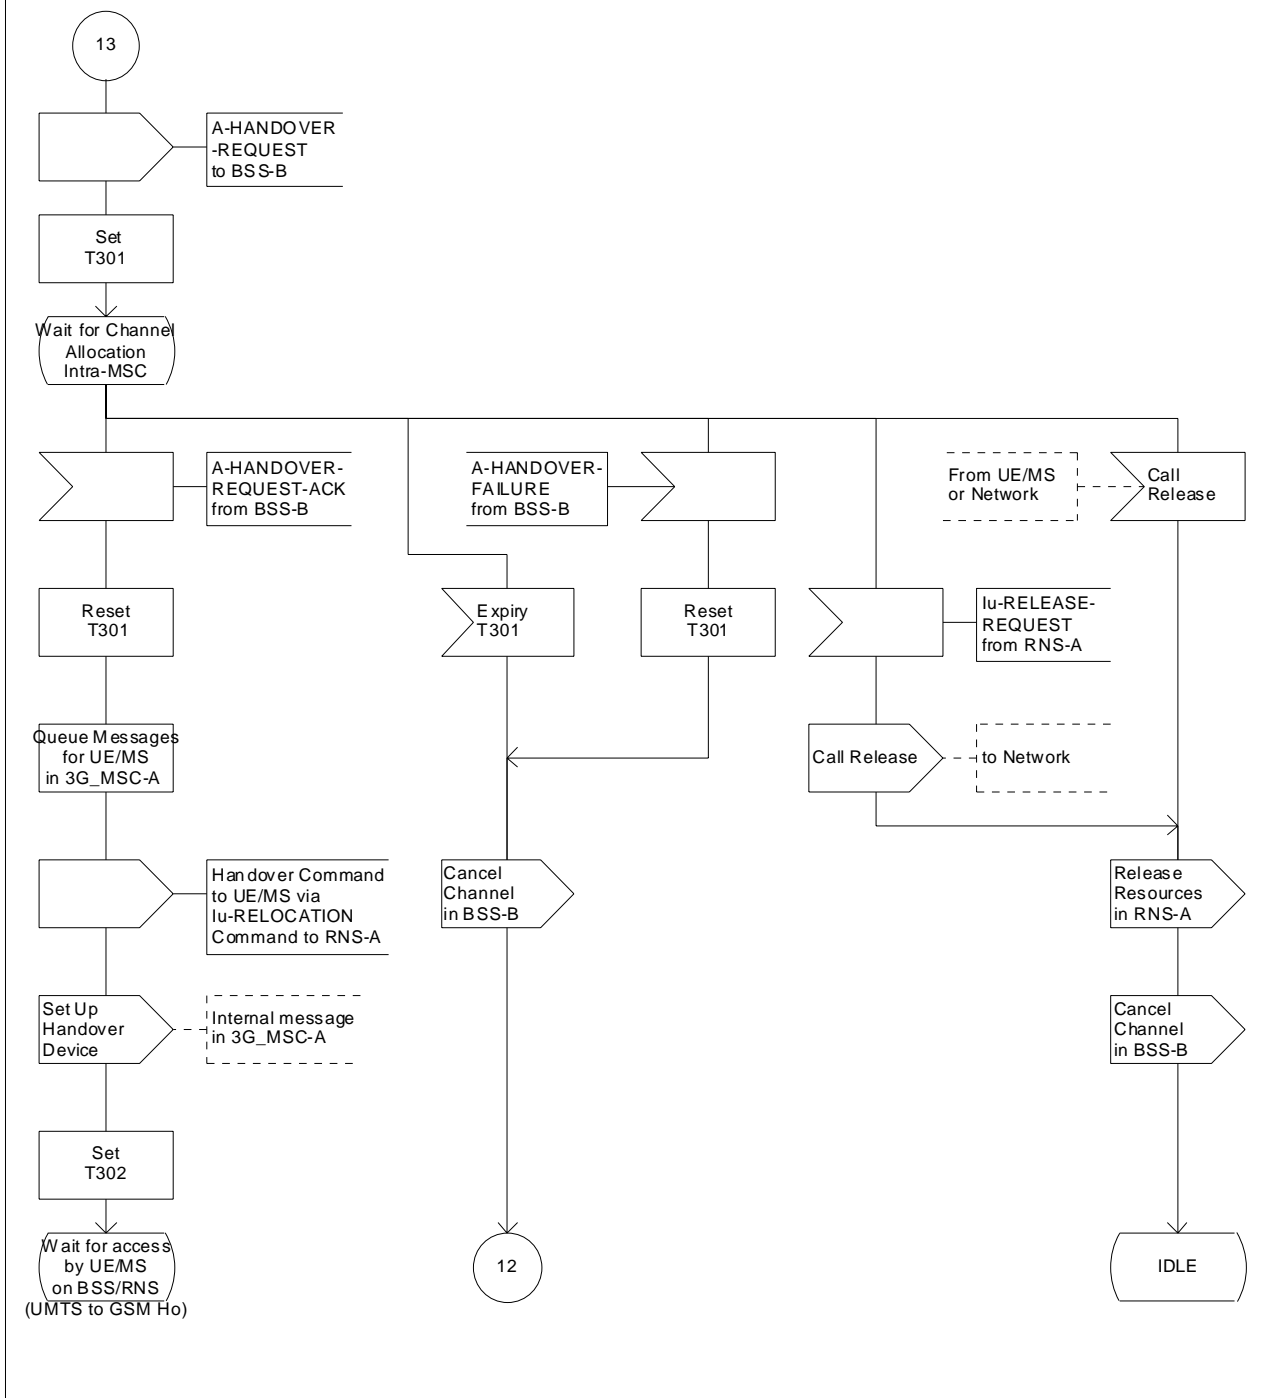 13
A-HANDOVER
-REQUEST
to BSS-B
Set
T301
Wait for Channel
Allocation
Intra-MSC
A-HANDOVER-
REQUEST-ACK
from BSS-B
A-HANDOVER-
FAILURE
from BSS-B
From UE/MS
or Network
Call
Release
Reset
T301
Expiry
T301
Reset
T301
Iu-RELEASE-
REQUEST
from RNS-A
Queue Messages
for UE/MS
in 3G_MSC-A
Call Release
to Network
Handover Command
to UE/MS via
Iu-RELOCATION
Command to RNS-A
Cancel
Channel
in BSS-B
Release
Resources
in RNS-A
Set Up
Handover
Device
Internal message
in 3G_MSC-A
Cancel
Channel
in BSS-B
Set
T302
Wait for access
by UE/MS
on BSS/RNS
(UMTS to GSM Ho)
12
IDLE